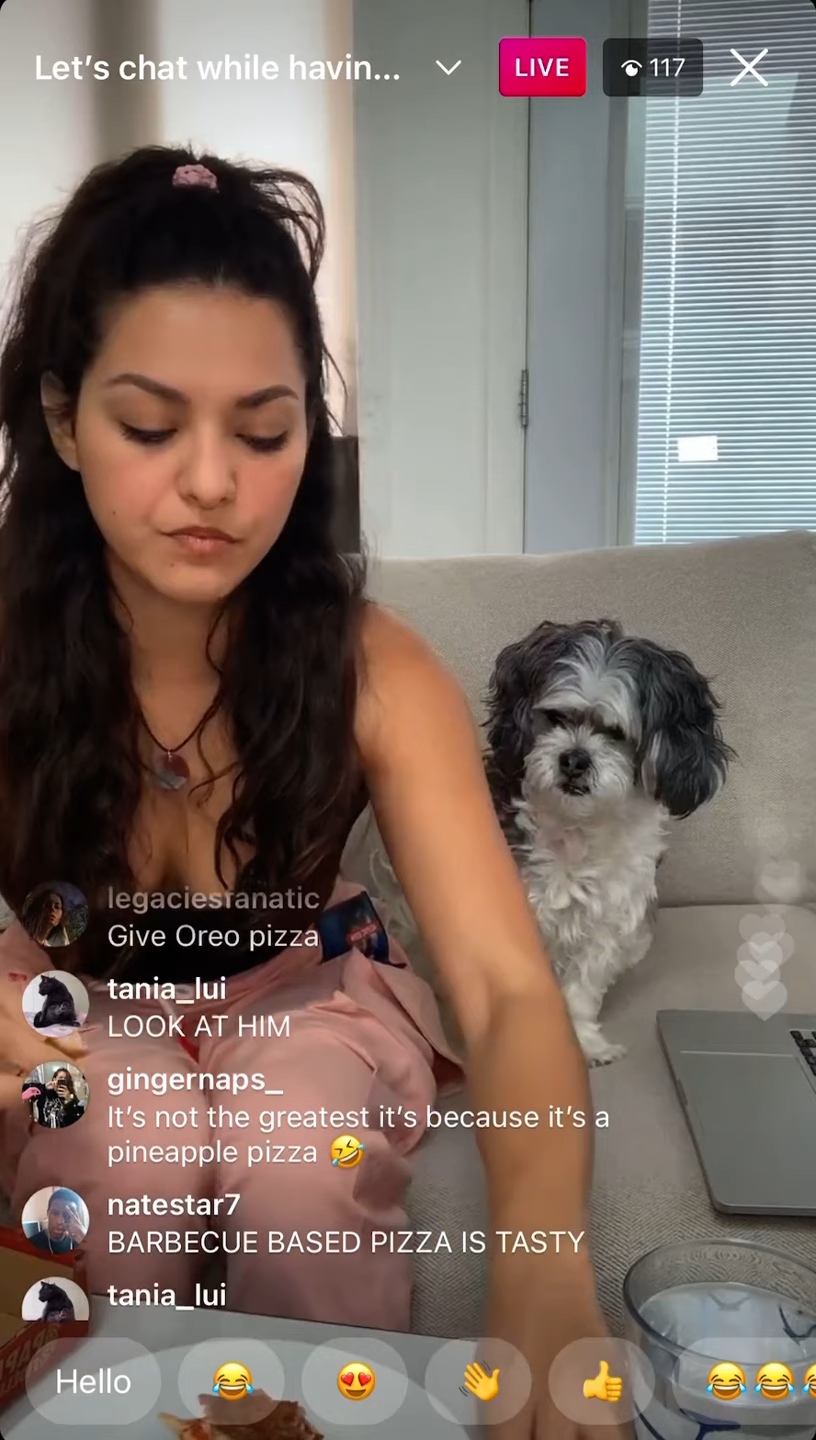 Let’s chat while havin...
LIVE
117
legaciesfanatic
Give Oreo pizza
tania_lui
LOOK AT HIM
gingernaps_
It’s not the greatest it’s because it’s a
pineapple pizza 🤣
natestar7
BARBECUE BASED PIZZA IS TASTY
tania_lui
Hello 😂 😍 👋 👍 😂 😂